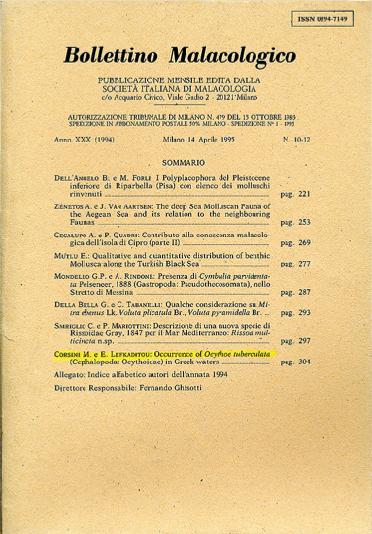 ISSN 0394-7149
Bollettino Malacologico
PUBBLICAZIONE MENSILE EDITA DALLA
SOCIETÀ ITALIANA DI MALACOLOGIA
c/o Acquario Civico, Viale Gadio 2 - 20121 Milano
AUTORIZZAZIONE TRIBUNALE DI MILANO N. 479 DEL 15 OTTOBRE 1983
SPEDIZIONE IN ABBONAMENTO POSTALE 50% MILANO - SPEDIZIONE N° 1 - 1995
Anno XXX (1994) Milano 14 Aprile 1995 N. 10-12
SOMMARIO
DELL'ANGELO B. e M. FORLI I Polyplacophora del Pleistocene
inferiore di Riparbella (Pisa) con elenco dei molluschi
rinvenuti pag. 221
ZENETOS A. e J. VAN AARTSEN: The deep Sea Molluscan Fauna of
the Aegean Sea and its relation to the neighbouring
Faunas pag. 253
CECALUPO A. e P. QUADRI: Contributo alla conoscenza malacolo-
gica dell'isola di Cipro (parte II) pag. 269
MUTLU E.: Qualitative and quantitative distribution of benthic
Mollusca along the Turkish Black Sea pag. 277
MONDELIO G.P. e A. RINDONE: Presenza di Cymbulia parvidenta-
ta Pelseneer, 1888 (Gastropoda: Pseudothecosomata), nello
Stretto di Messina pag. 287
DELLA BELLA G. e C. TABANELLI: Qualche considerazione su Mi-
tra ebenus Lk. Voluta plicatula Br., Voluta pyramidella Br. pag. 293
SMRIGLIO C. e P. MARIOTTINI: Descrizione di una nuova specie di
Rissoidae Gray, 1847 per il Mar Mediterraneo: Rissoa mul-
ticincta n.sp. pag. 297
CORSINI M. e E. LEFKADITOU: Occurrence of Ocythoe tuberculata
(Cephalopoda: Ocythoicae) in Greek waters pag. 304
Allegato: Indice alfabetico autori dell'annata 1994
Direttore Responsabile: Fernando Ghisotti